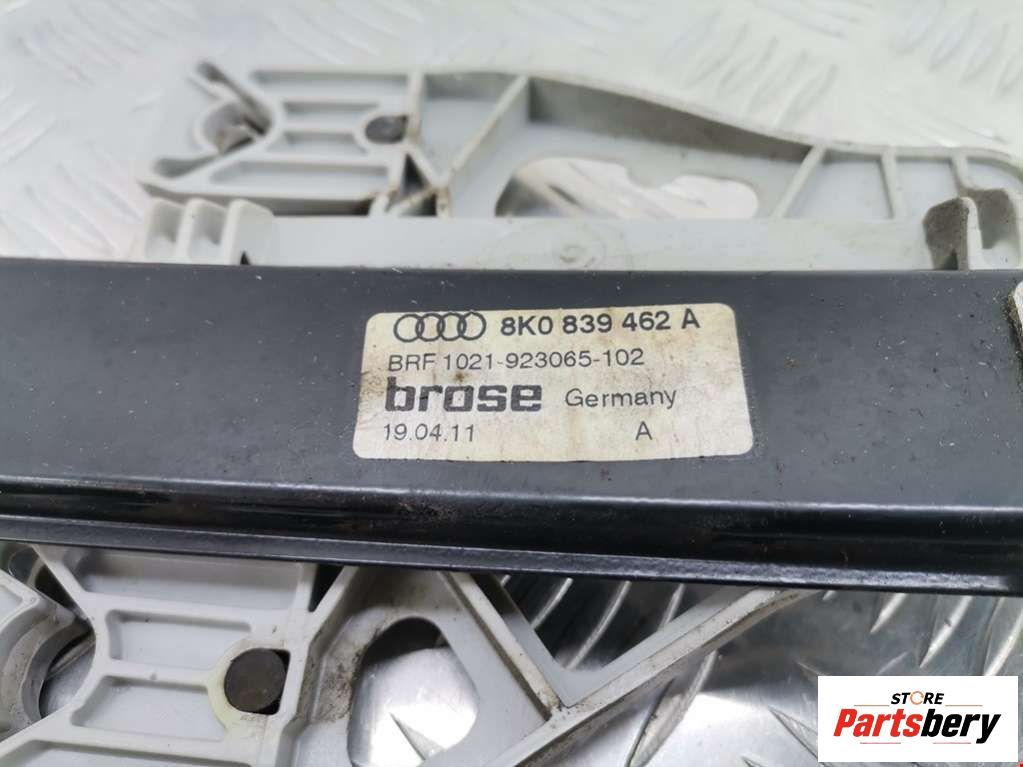 8K0 839 462 A
BRF 1021-923065-102
brose Germany
19.04.11 A
STORE
Partsbery